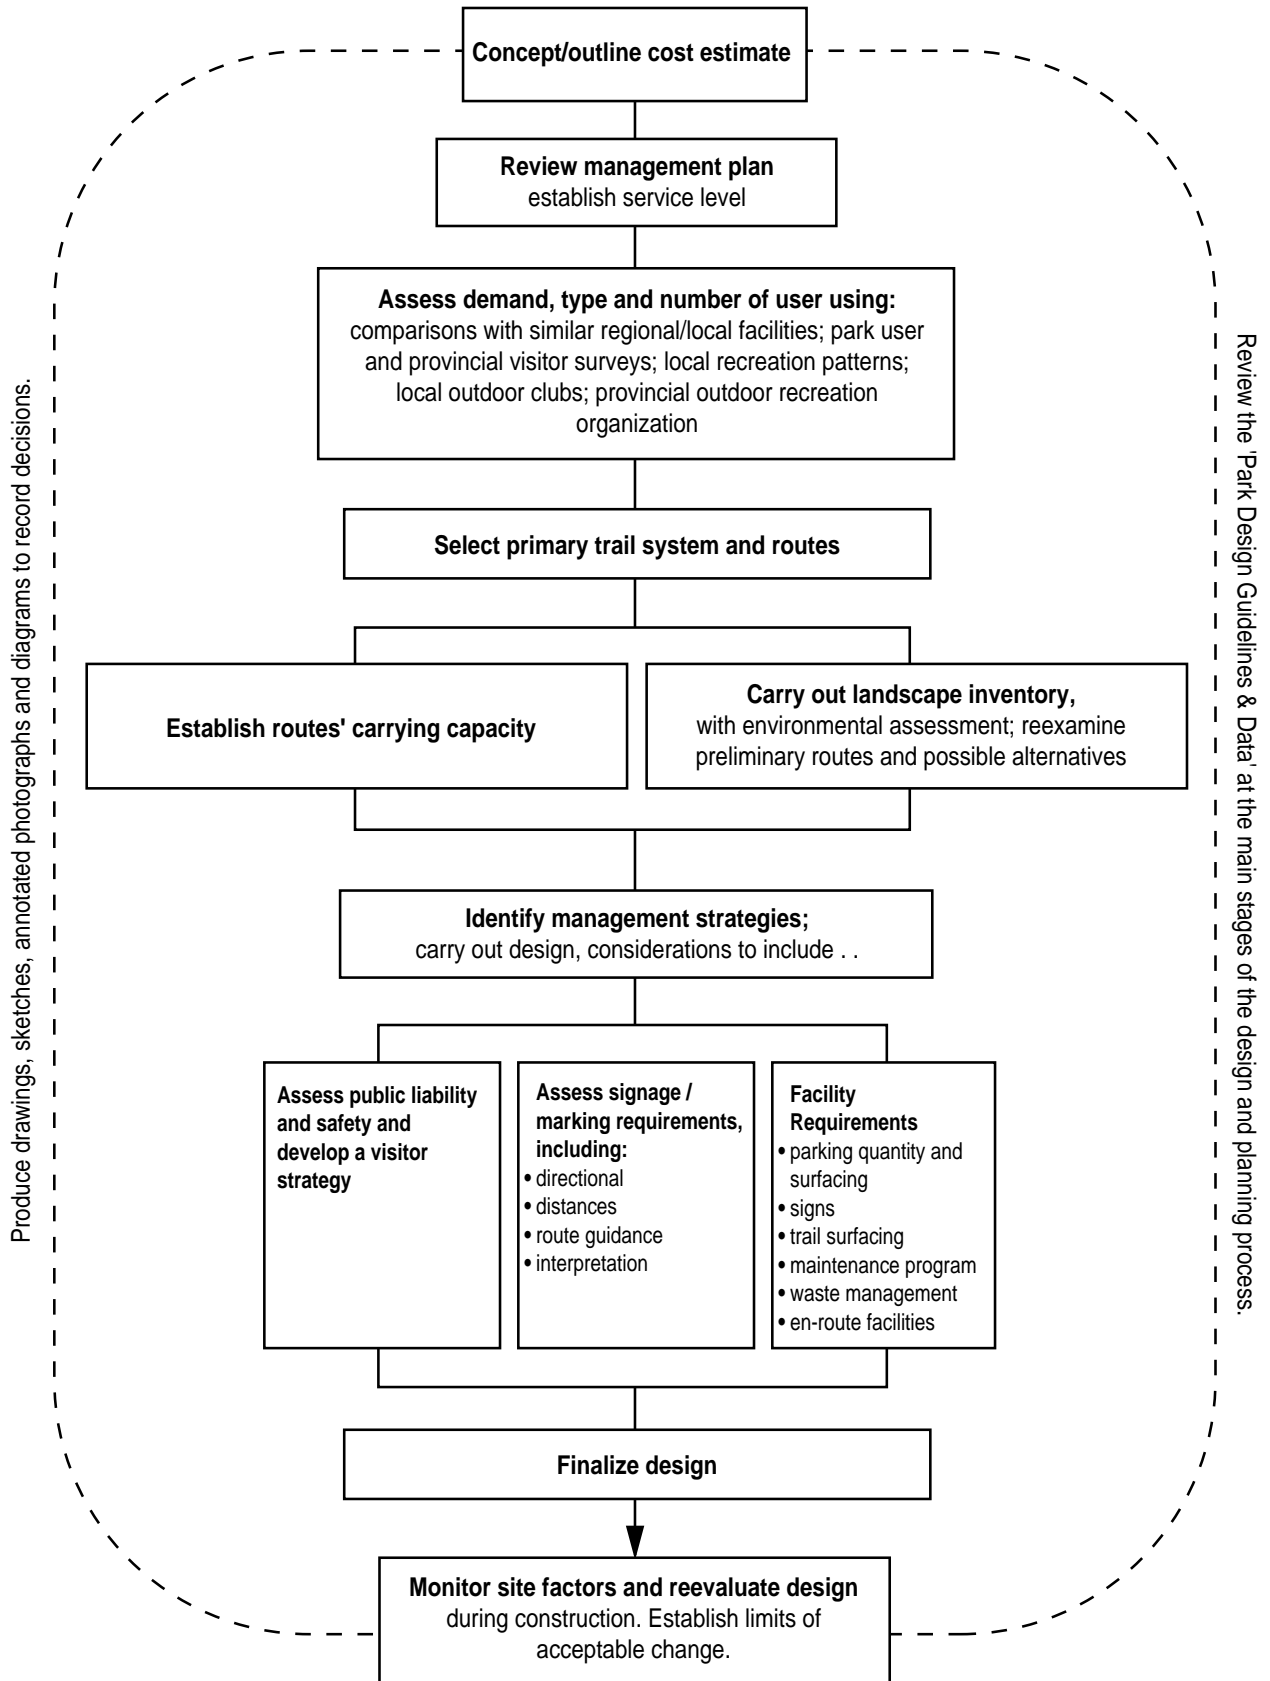 Concept/outline cost estimate
Review management plan
establish service level
Assess demand, type and number of user using:
comparisons with similar regional/local facilities; park user
and provincial visitor surveys; local recreation patterns;
local outdoor clubs; provincial outdoor recreation
organization
Select primary trail system and routes
Establish routes' carrying capacity
Carry out landscape inventory,
with environmental assessment; reexamine
preliminary routes and possible alternatives
Identify management strategies;
carry out design, considerations to include . .
Assess public liability
and safety and
develop a visitor
strategy
Assess signage /
marking requirements,
including:
• directional
• distances
• route guidance
• interpretation
Facility
Requirements
• parking quantity and
surfacing
• signs
• trail surfacing
• maintenance program
• waste management
• en-route facilities
Finalize design
Monitor site factors and reevaluate design
during construction. Establish limits of
acceptable change.
Produce drawings, sketches, annotated photographs and diagrams to record decisions.
Review the 'Park Design Guidelines & Data' at the main stages of the design and planning process.